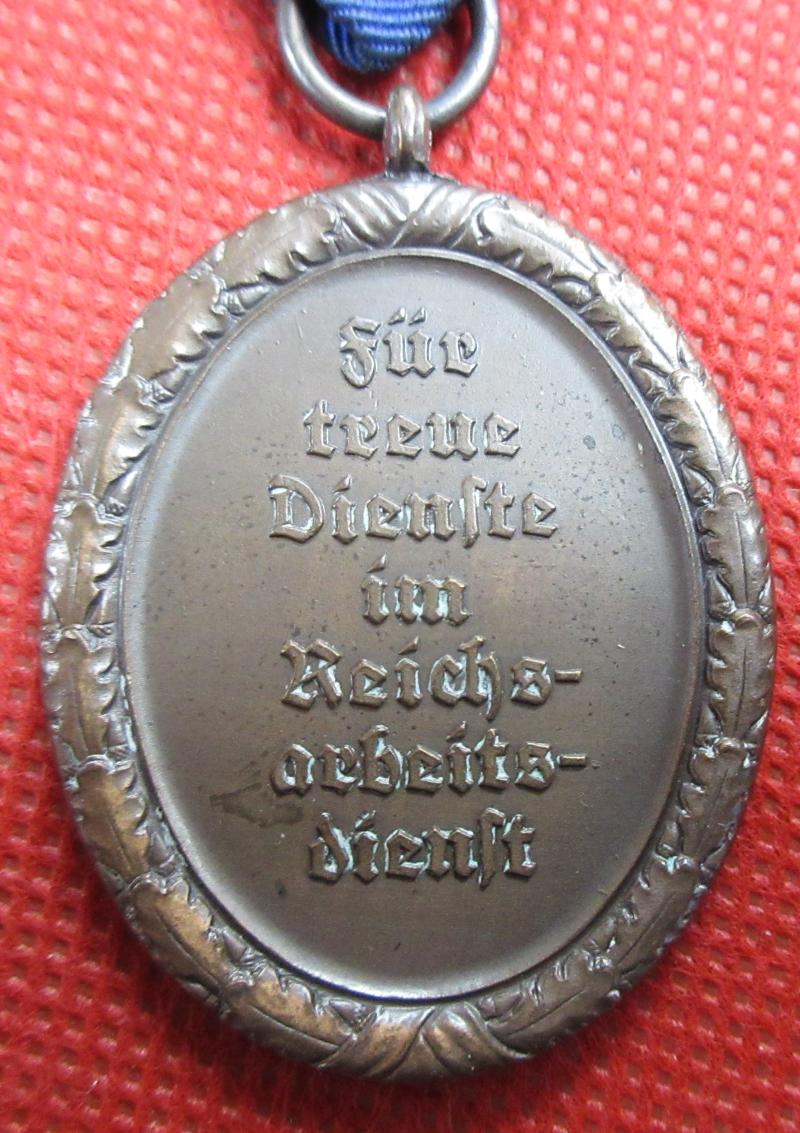 Für
treue
Dienſte
im
Reichs-
arbeits-
dienſt